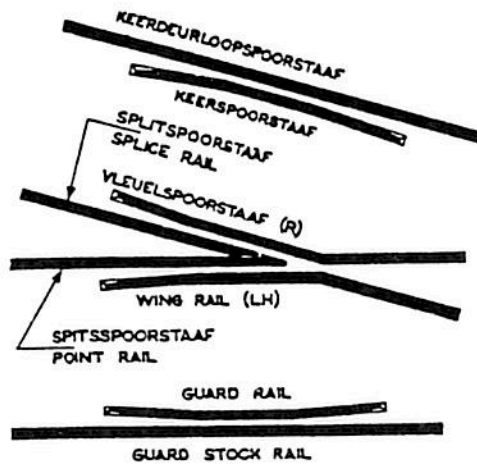 KEERDEURLOOPSPOORSTAAF
KEERSPOORSTAAF
SPLITSPOORSTAAF
SPLICE RAIL
VLEUELSPOORSTAAF (R)
WING RAIL (LH)
SPITSSPOORSTAAF
POINT RAIL
GUARD RAIL
GUARD STOCK RAIL